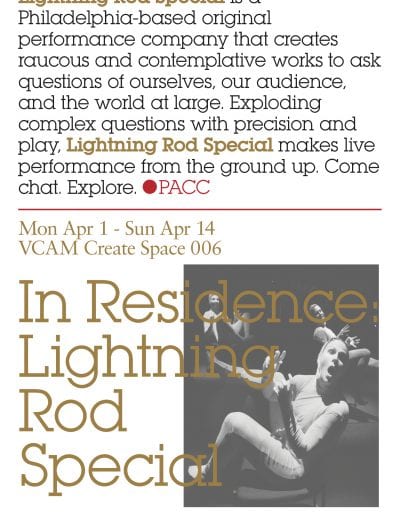 Lightning Rod Special is a
Philadelphia-based original
performance company that creates
raucous and contemplative works to ask
questions of ourselves, our audience,
and the world at large. Exploding
complex questions with precision and
play, Lightning Rod Special makes live
performance from the ground up. Come
chat. Explore. ●PACC
Mon Apr 1 - Sun Apr 14
VCAM Create Space 006
In Residence:
Lightning
Rod
Special